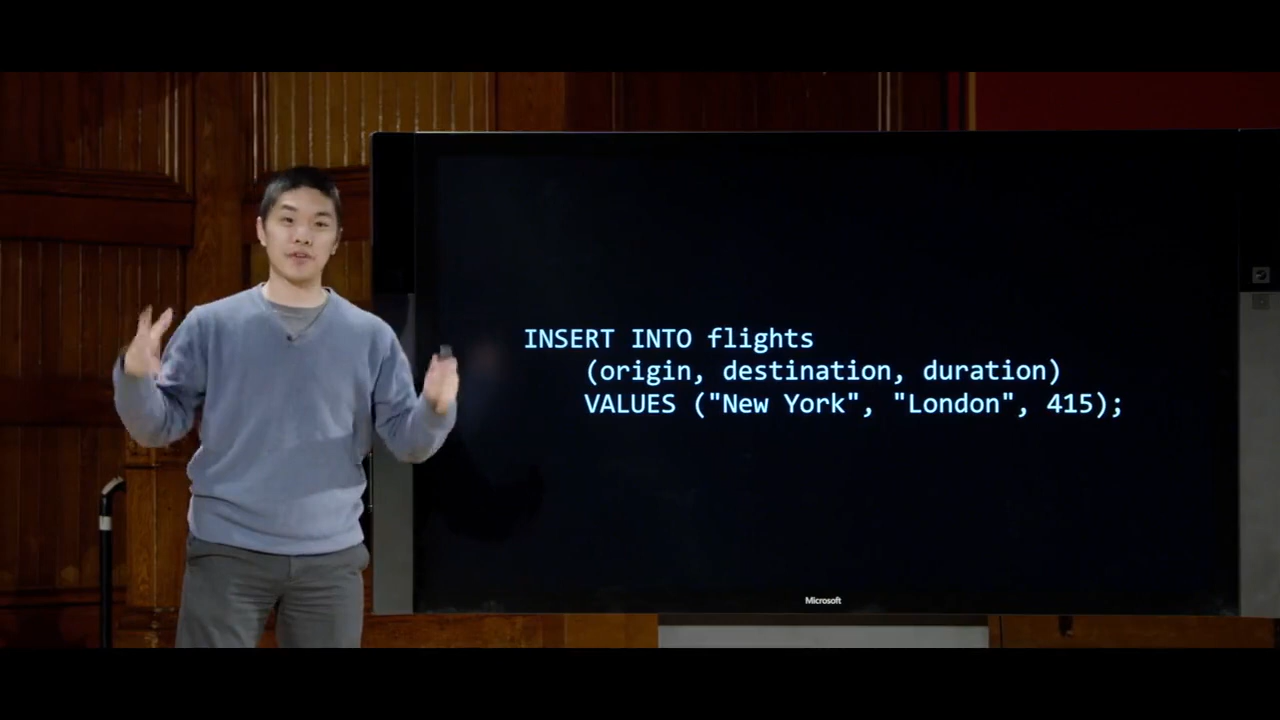 INSERT INTO flights
(origin, destination, duration)
VALUES ("New York", "London", 415);
Microsoft